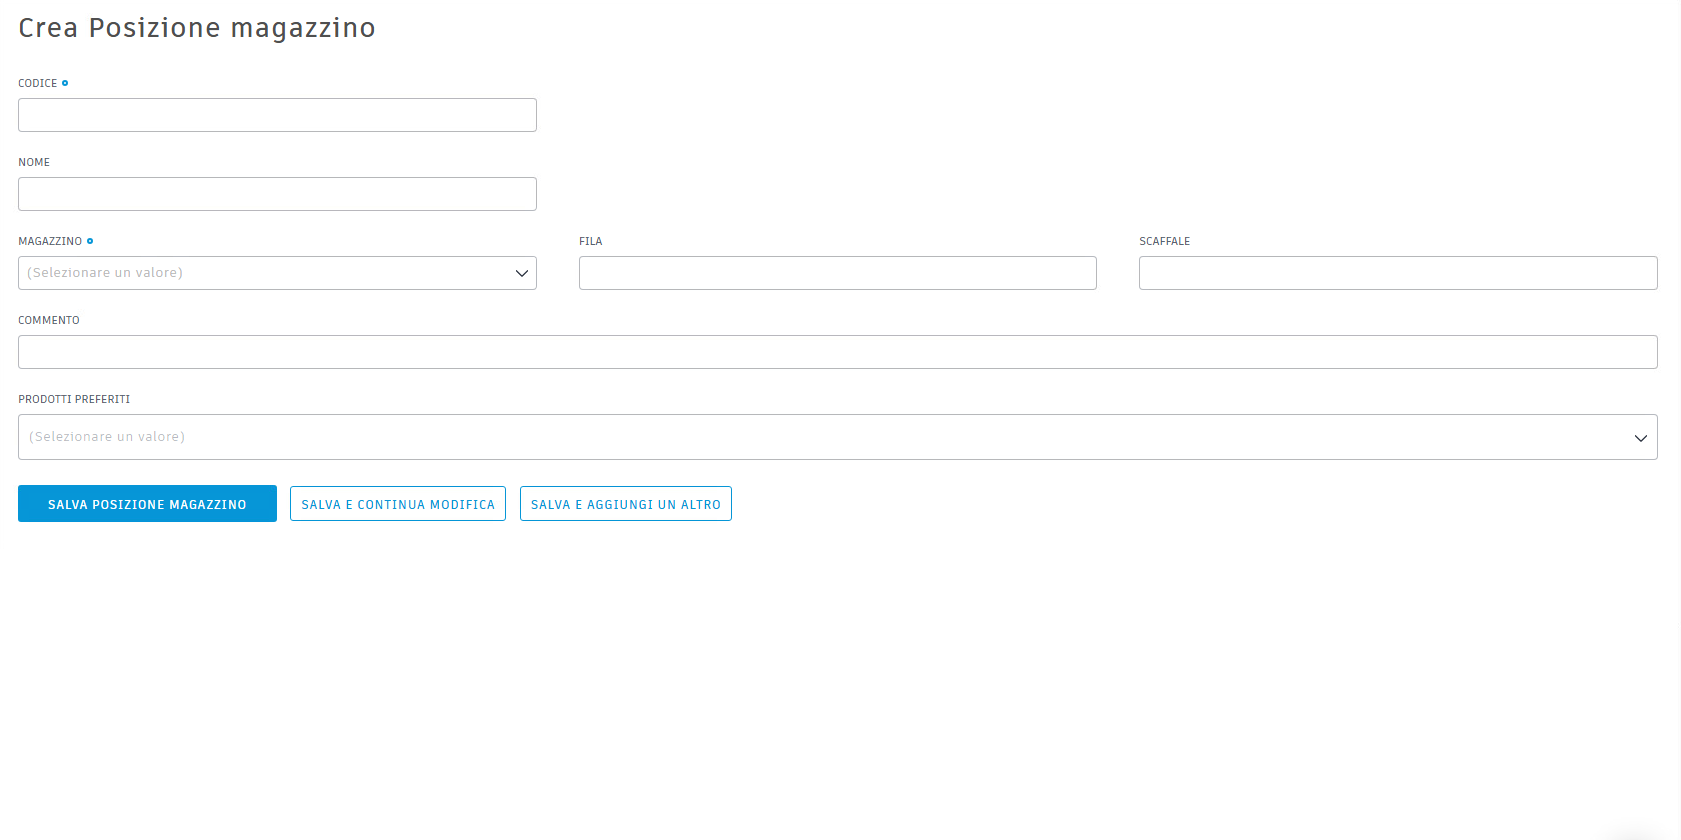 Crea Posizione magazzino
CODICE
NOME
MAGAZZINO FILA SCAFFALE
(Selezionare un valore)
COMMENTO
PRODOTTI PREFERITI
(Selezionare un valore)
SALVA POSIZIONE MAGAZZINO SALVA E CONTINUA MODIFICA SALVA E AGGIUNGI UN ALTRO